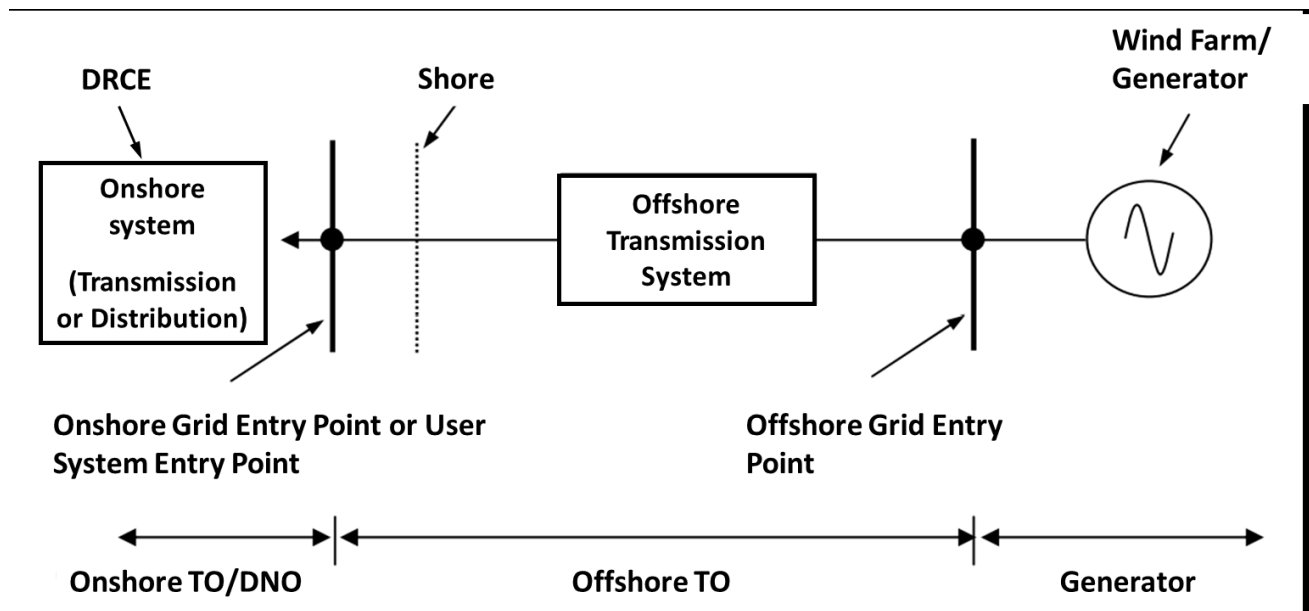 Wind Farm/
Generator
DRCE
Shore
Onshore
system
(Transmission
or Distribution)
Offshore
Transmission
System
Onshore Grid Entry Point or User
System Entry Point
Offshore Grid Entry
Point
Onshore TO/DNO
Offshore TO
Generator